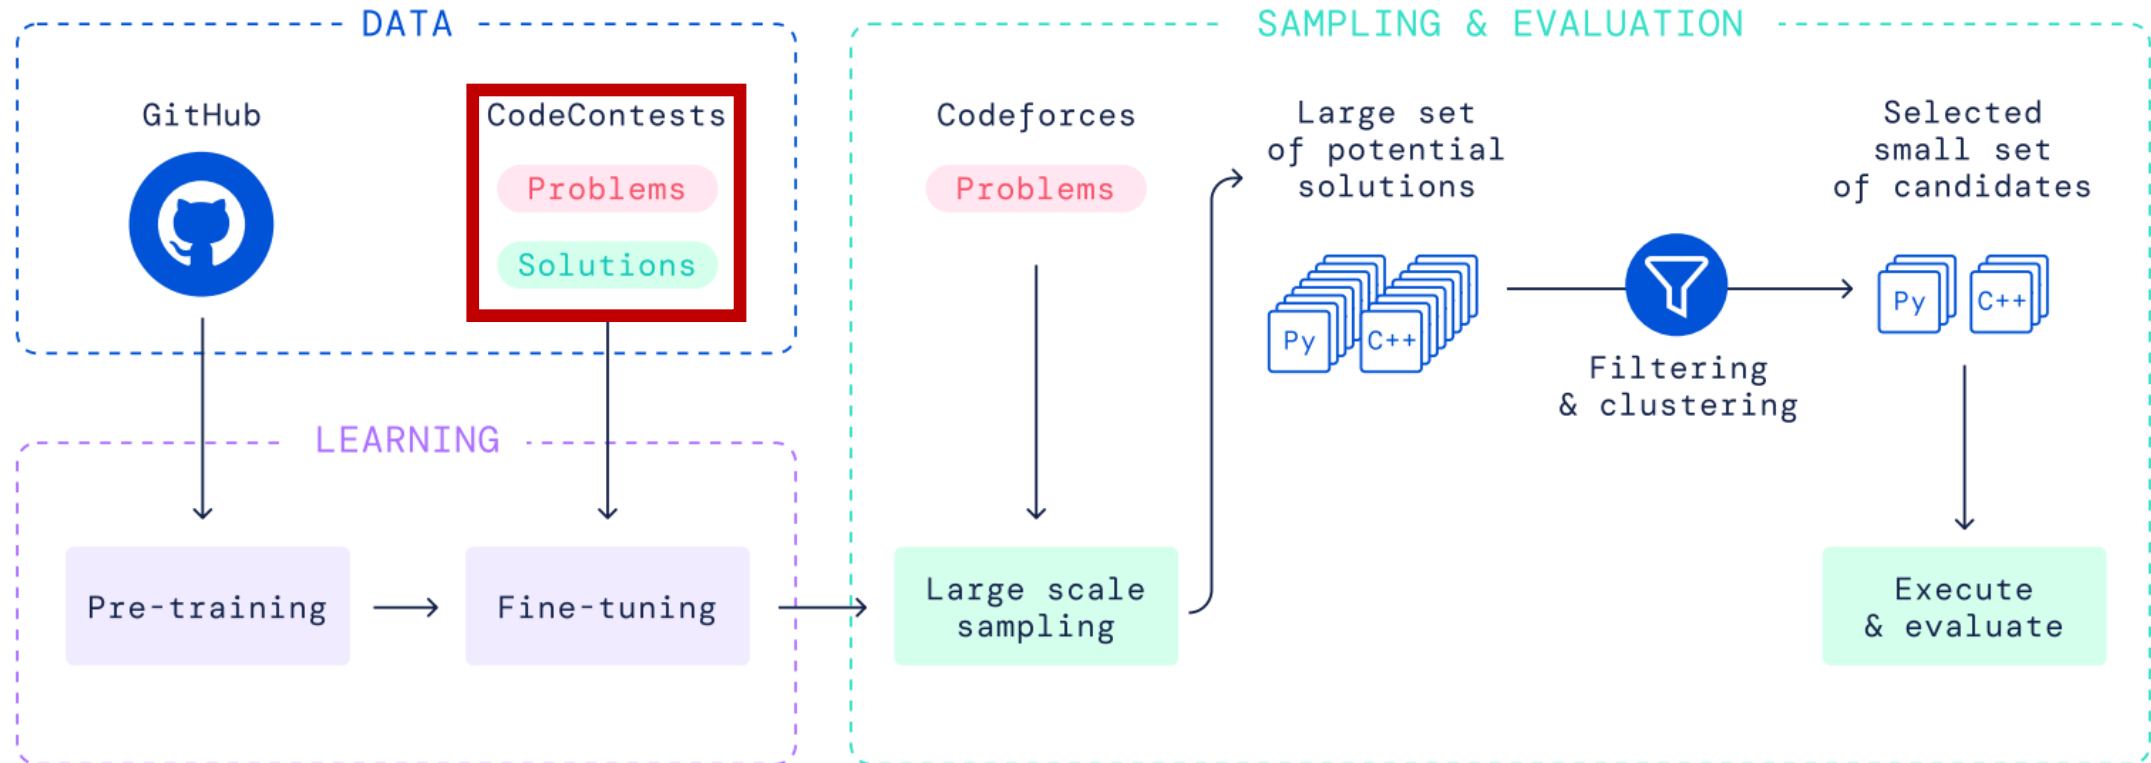 DATA
GitHub
CodeContests
Problems
Solutions
LEARNING
Pre-training
Fine-tuning
SAMPLING & EVALUATION
Codeforces
Problems
Large scale
sampling
Large set
of potential
solutions
Py
C++
Filtering
& clustering
Selected
small set
of candidates
Py
C++
Execute
& evaluate